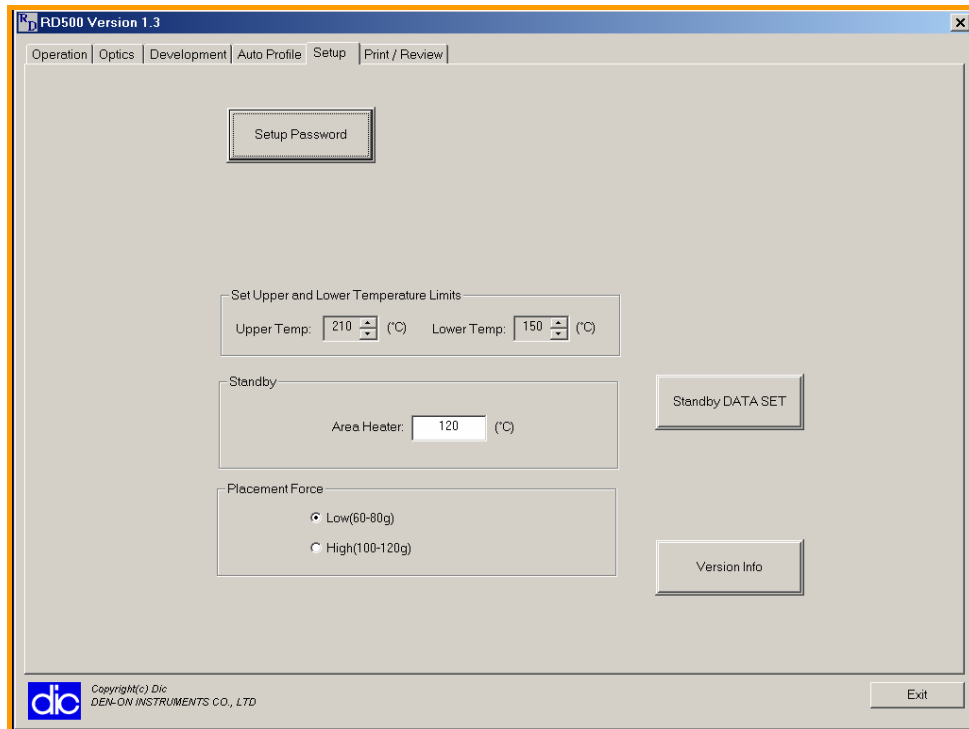 RD RD500 Version 1.3
Operation Optics Development Auto Profile Setup Print / Review
Setup Password
Set Upper and Lower Temperature Limits
Upper Temp: 210 (°C) Lower Temp: 150 (°C)
Standby
Standby DATA SET
Area Heater: 120 (°C)
Placement Force
Low(60-80g)
High(100-120g)
Version Info
dic
Copyright(c) Dic
DEN-ON INSTRUMENTS CO., LTD
Exit